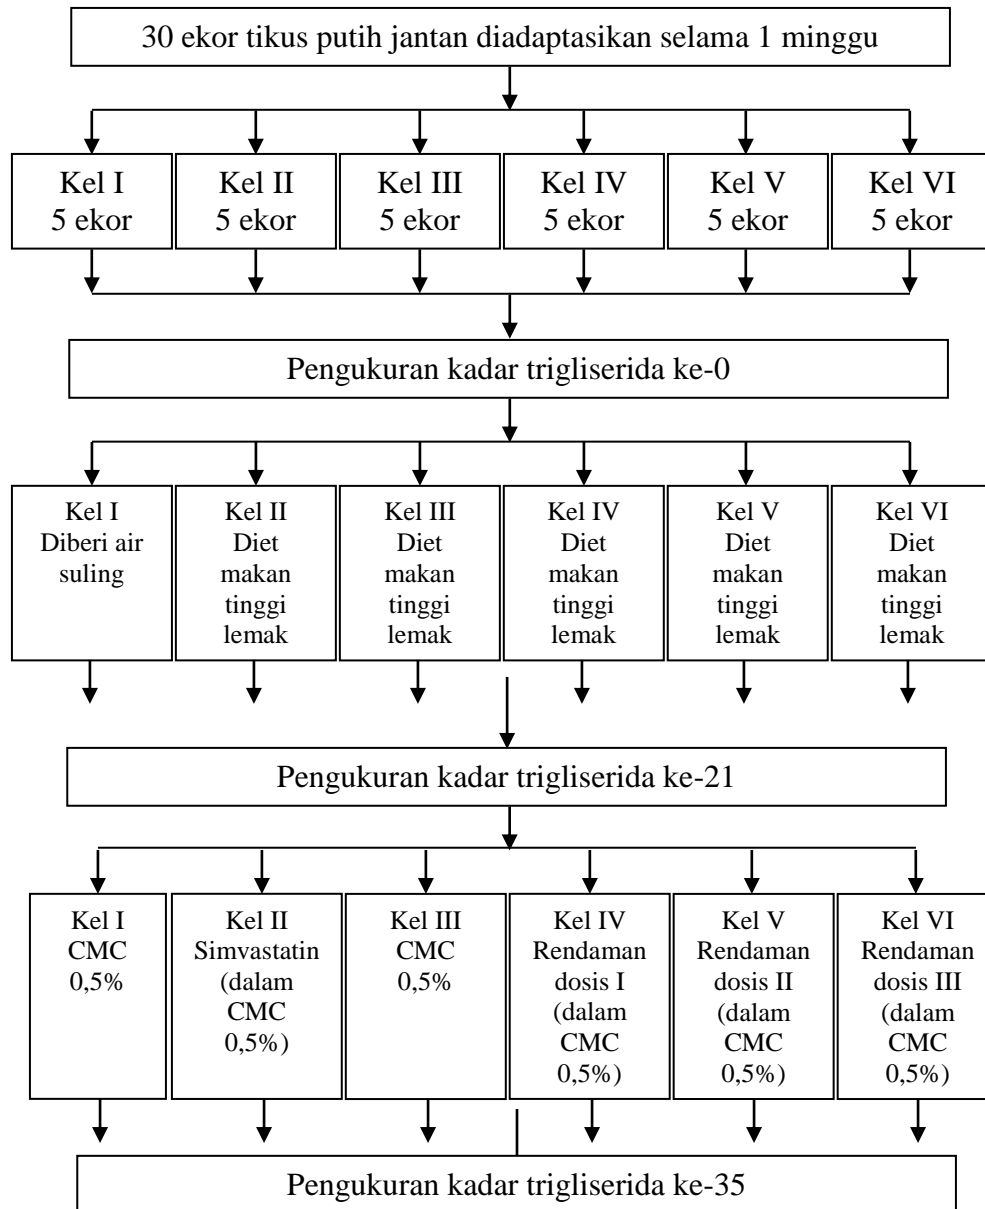 30 ekor tikus putih jantan diadaptasikan selama 1 minggu
Kel I
5 ekor
Kel II
5 ekor
Kel III
5 ekor
Kel IV
5 ekor
Kel V
5 ekor
Kel VI
5 ekor
Pengukuran kadar trigliserida ke-0
Kel I
Diberi air
suling
Kel II
Diet
makan
tinggi
lemak
Kel III
Diet
makan
tinggi
lemak
Kel IV
Diet
makan
tinggi
lemak
Kel V
Diet
makan
tinggi
lemak
Kel VI
Diet
makan
tinggi
lemak
Pengukuran kadar trigliserida ke-21
Kel I
CMC
0,5%
Kel II
Simvastatin
(dalam
CMC
0,5%)
Kel III
CMC
0,5%
Kel IV
Rendaman
dosis I
(dalam
CMC
0,5%)
Kel V
Rendaman
dosis II
(dalam
CMC
0,5%)
Kel VI
Rendaman
dosis III
(dalam
CMC
0,5%)
Pengukuran kadar trigliserida ke-35